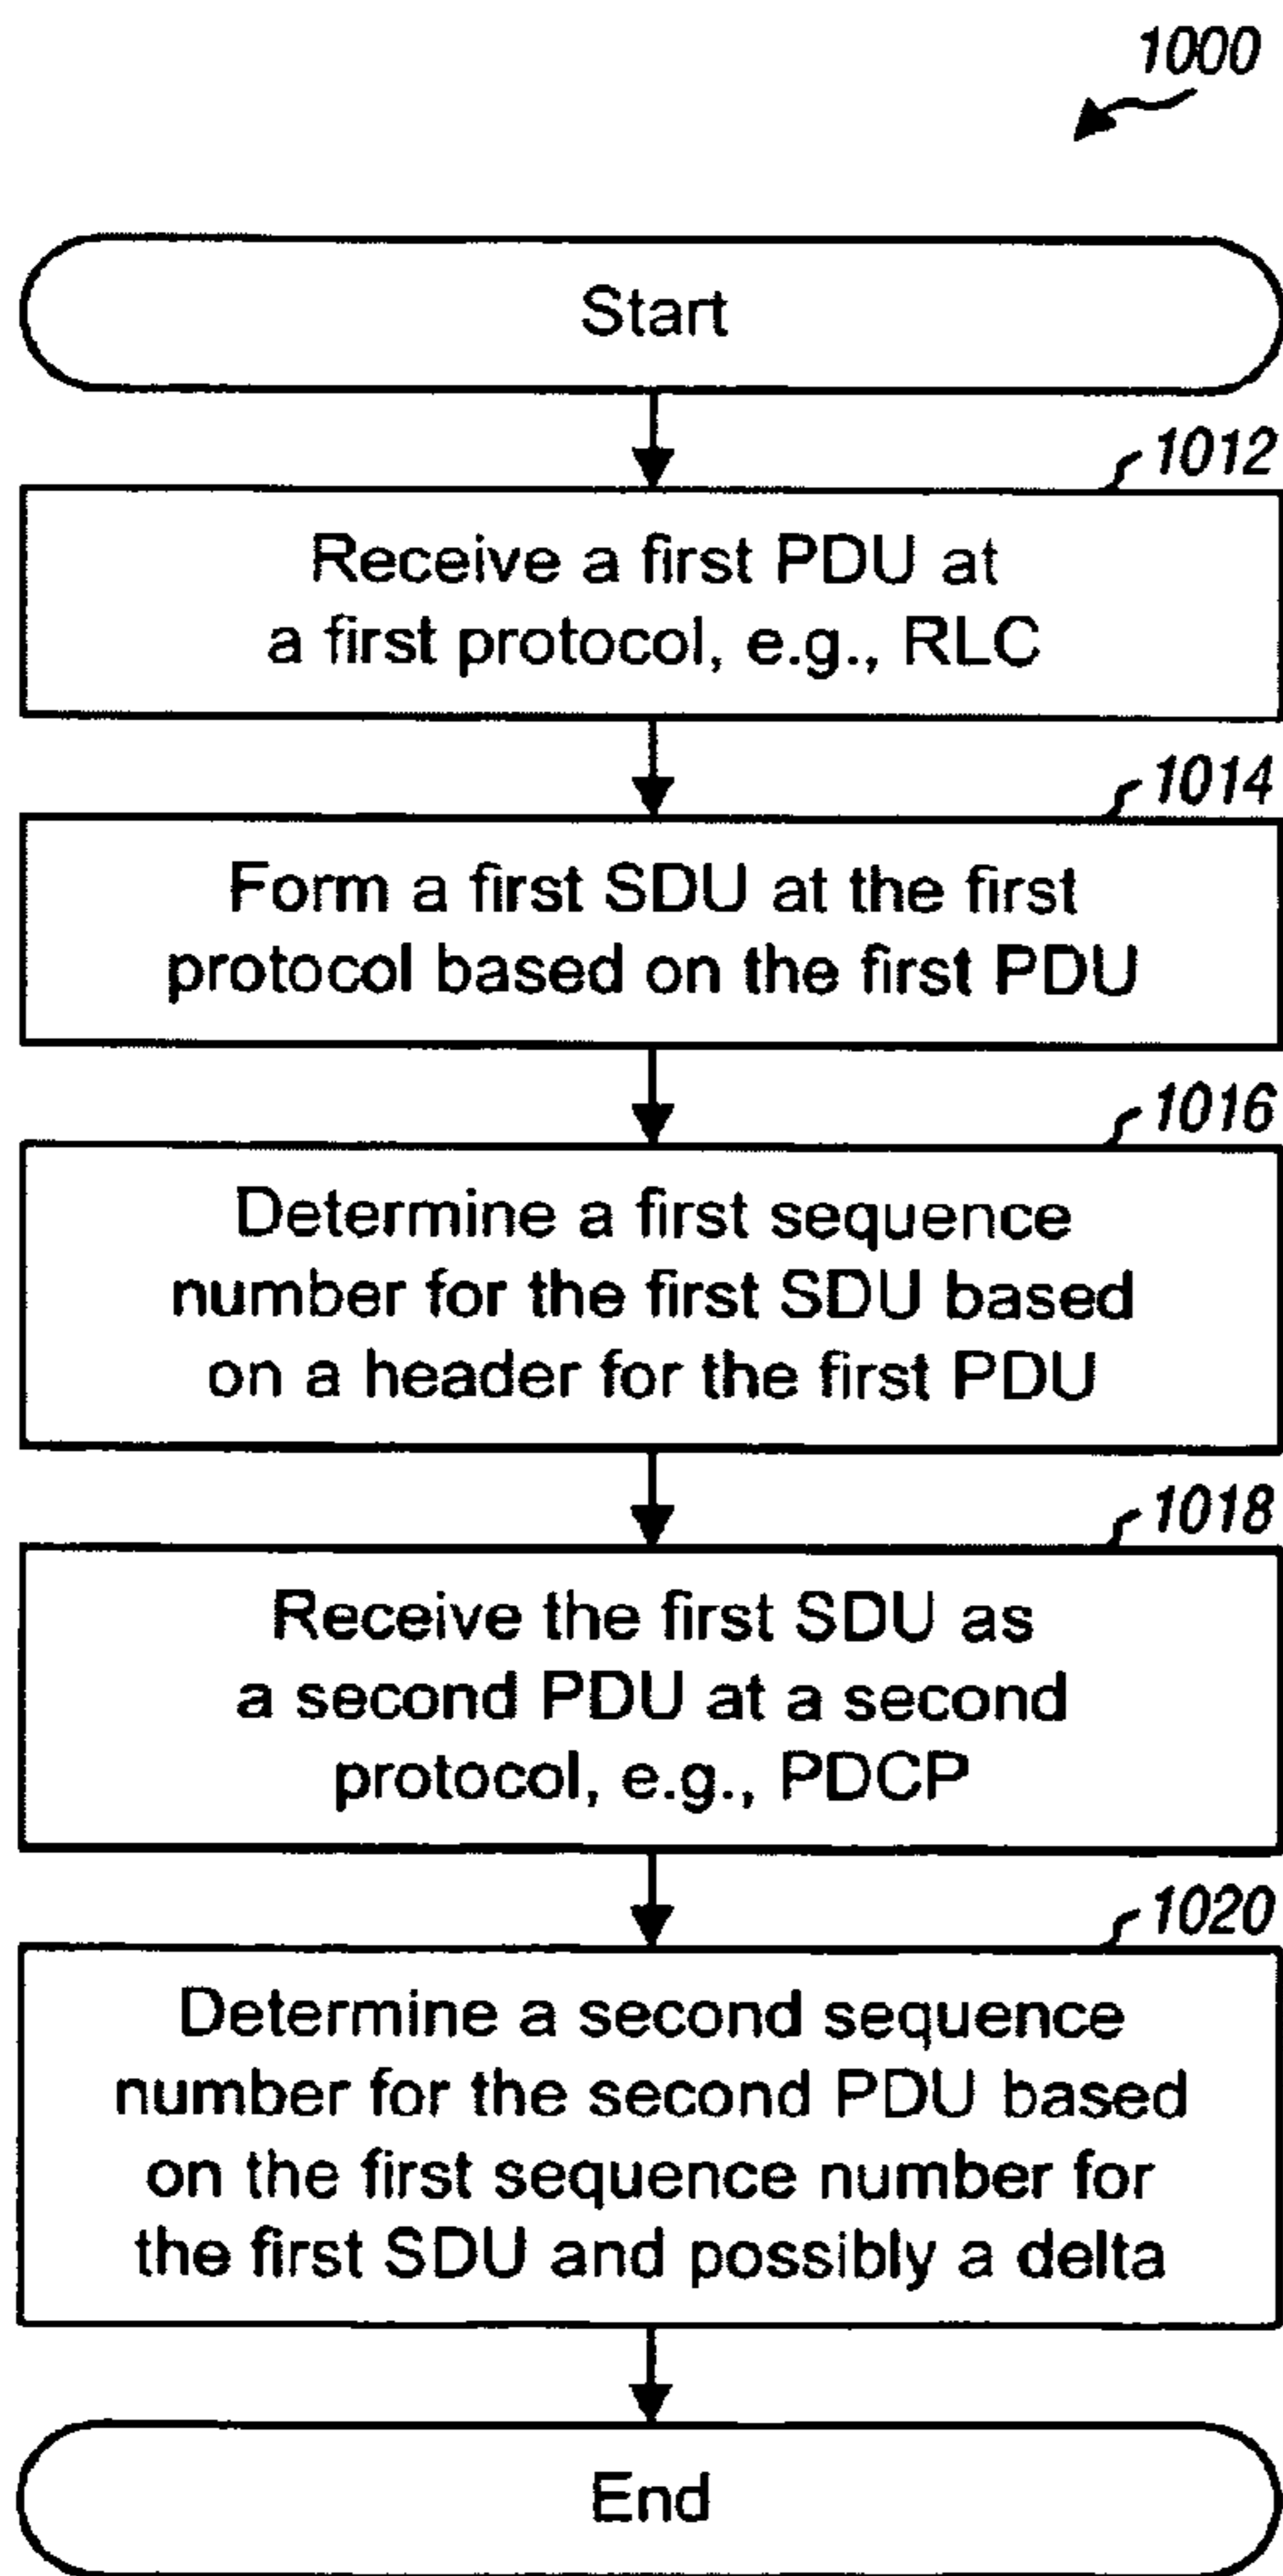 1000
Start
1012
Receive a first PDU at
a first protocol, e.g., RLC
1014
Form a first SDU at the first
protocol based on the first PDU
1016
Determine a first sequence
number for the first SDU based
on a header for the first PDU
1018
Receive the first SDU as
a second PDU at a second
protocol, e.g., PDCP
1020
Determine a second sequence
number for the second PDU based
on the first sequence number for
the first SDU and possibly a delta
End